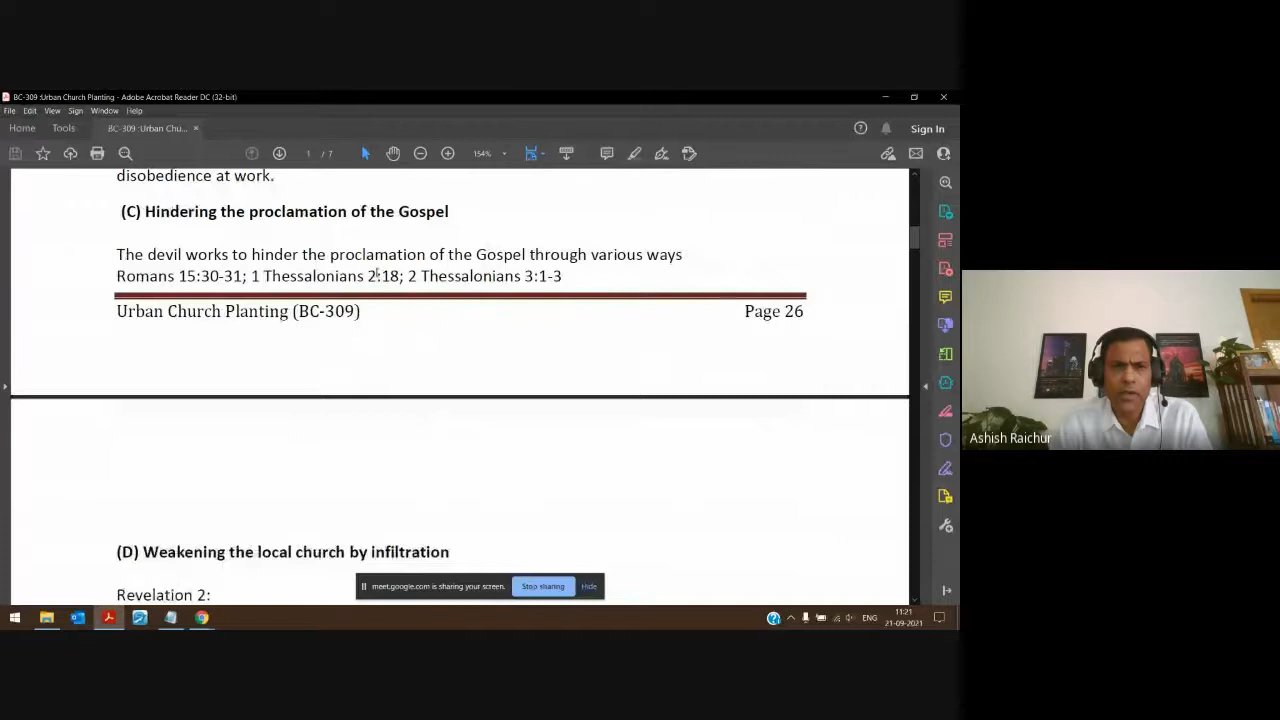 BC-309 :Urban Church Planting - Adobe Acrobat Reader DC (32-bit)
File Edit View Sign Window Help
Home Tools BC-309 :Urban Chu... × Sign In
1 / 7 154%
disobedience at work.
(C) Hindering the proclamation of the Gospel
The devil works to hinder the proclamation of the Gospel through various ways
Romans 15:30-31; 1 Thessalonians 2:18; 2 Thessalonians 3:1-3
Urban Church Planting (BC-309) Page 26
(D) Weakening the local church by infiltration
Revelation 2:
meet.google.com is sharing your screen. Stop sharing Hide
ENG 11:21
21-09-2021
Ashish Raichur